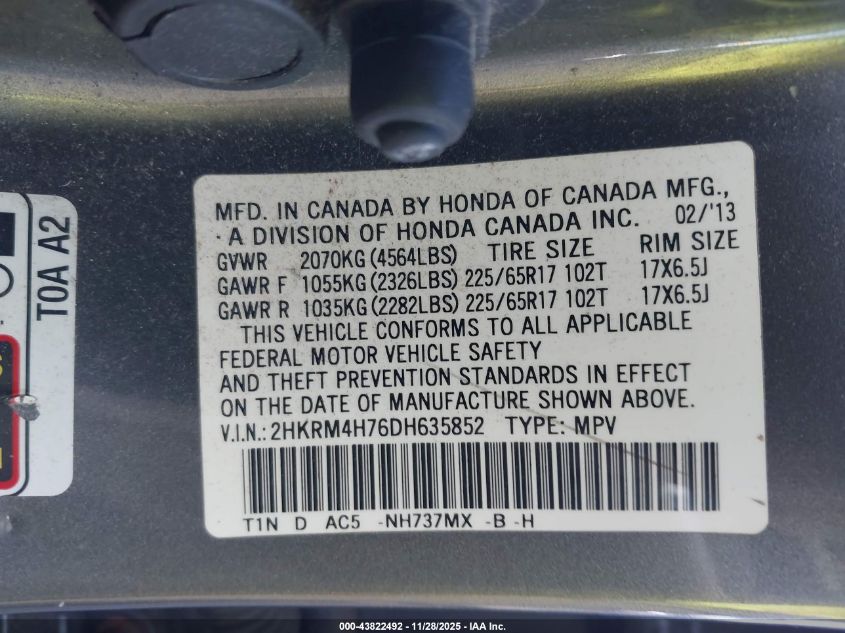 TOA A2
MFD. IN CANADA BY HONDA OF CANADA MFG.,
A DIVISION OF HONDA CANADA INC. 02/'13
GVWR 2070KG (4564LBS) TIRE SIZE RIM SIZE
GAWR F 1055KG (2326LBS) 225/65R17 102T 17X6.5J
GAWR R 1035KG (2282LBS) 225/65R17 102T 17X6.5J
THIS VEHICLE CONFORMS TO ALL APPLICABLE
FEDERAL MOTOR VEHICLE SAFETY
AND THEFT PREVENTION STANDARDS IN EFFECT
ON THE DATE OF MANUFACTURE SHOWN ABOVE.
V.I.N.: 2HKRM4H76DH635852 TYPE: MPV
T1N D AC5 -NH737MX -B -H
000-43822492 - 11/28/2025 - IAA Inc.